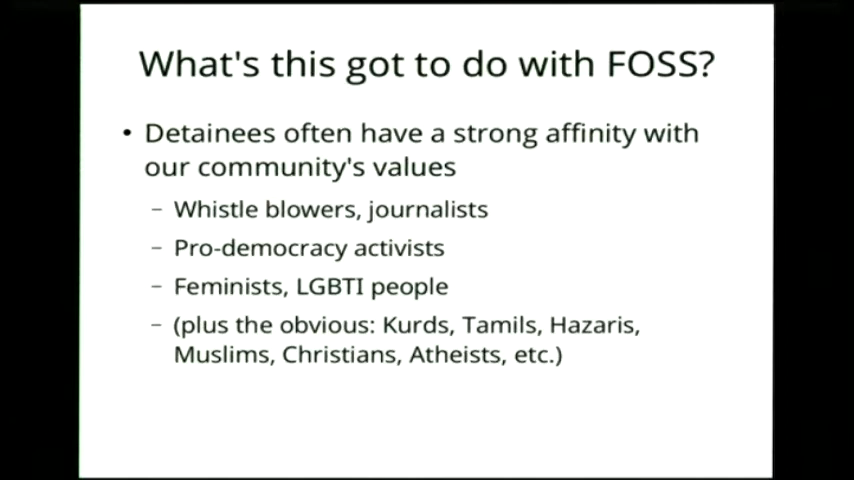 What's this got to do with FOSS?
• Detainees often have a strong affinity with
our community's values
– Whistle blowers, journalists
– Pro-democracy activists
– Feminists, LGBTI people
– (plus the obvious: Kurds, Tamils, Hazaris,
Muslims, Christians, Atheists, etc.)